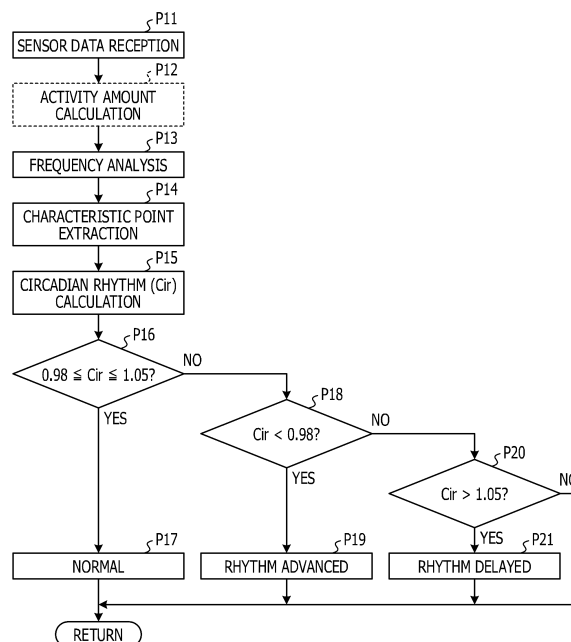 P11
SENSOR DATA RECEPTION
P12
ACTIVITY AMOUNT
CALCULATION
P13
FREQUENCY ANALYSIS
P14
CHARACTERISTIC POINT
EXTRACTION
P15
CIRCADIAN RHYTHM (Cir)
CALCULATION
P16
0.98 ≦ Cir ≦ 1.05?
NO
YES
P18
Cir < 0.98?
NO
YES
P20
Cir > 1.05?
NO
YES
P17
NORMAL
P19
RHYTHM ADVANCED
P21
RHYTHM DELAYED
RETURN